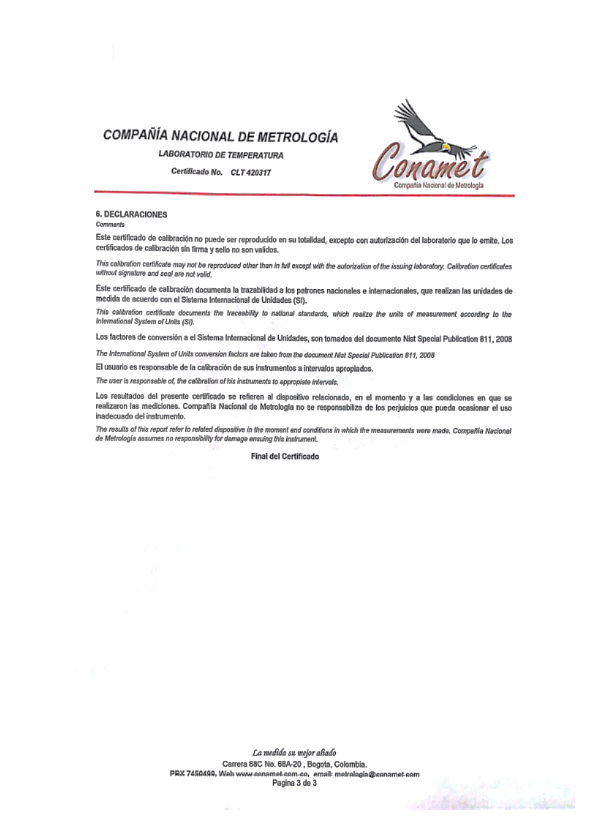 COMPAÑÍA NACIONAL DE METROLOGÍA
LABORATORIO DE TEMPERATURA
Certificado No. CLT 420317
Conamet
Compañía Nacional de Metrología
6. DECLARACIONES
Comments
Este certificado de calibración no puede ser reproducido en su totalidad, excepto con autorización del laboratorio que lo emite. Los
certificados de calibración sin firma y sello no son validos.
This calibration certificate may not be reproduced other than in full except with the autorization of the issuing laboratory. Calibration certificates
without signature and seal are not valid.
Este certificado de calibración documenta la trazabilidad a los patrones nacionales e internacionales, que realizan las unidades de
medida de acuerdo con el Sistema Internacional de Unidades (SI).
This calibration certificate documents the traceability to national standards, which realize the units of measurement according to the
International System of Units (SI).
Los factores de conversión a el Sistema Internacional de Unidades, son tomados del documento Nist Special Publication 811, 2008
The International System of Units conversion factors are taken from the document Nist Special Publication 811, 2008
El usuario es responsable de la calibración de sus instrumentos a intervalos apropiados.
The user is responsable of, the calibration of his instruments to appropiate intervals.
Los resultados del presente certificado se refieren al dispositivo relacionado, en el momento y a las condiciones en que se
realizaron las mediciones. Compañía Nacional de Metrología no se responsabiliza de los perjuicios que pueda ocasionar el uso
inadecuado del instrumento.
The results of this report refer to related dispositive in the moment and conditions in which the measurements were made. Compañía Nacional
de Metrología assumes no responsibility for damage ensuing this instrument.
Final del Certificado
La medida su mejor aliado
Carrera 68C No. 68A-20 , Bogota, Colombia.
PBX 7450499, Web www.conamet.com.co, email: metrologia@conamet.com
Pagina 3 de 3